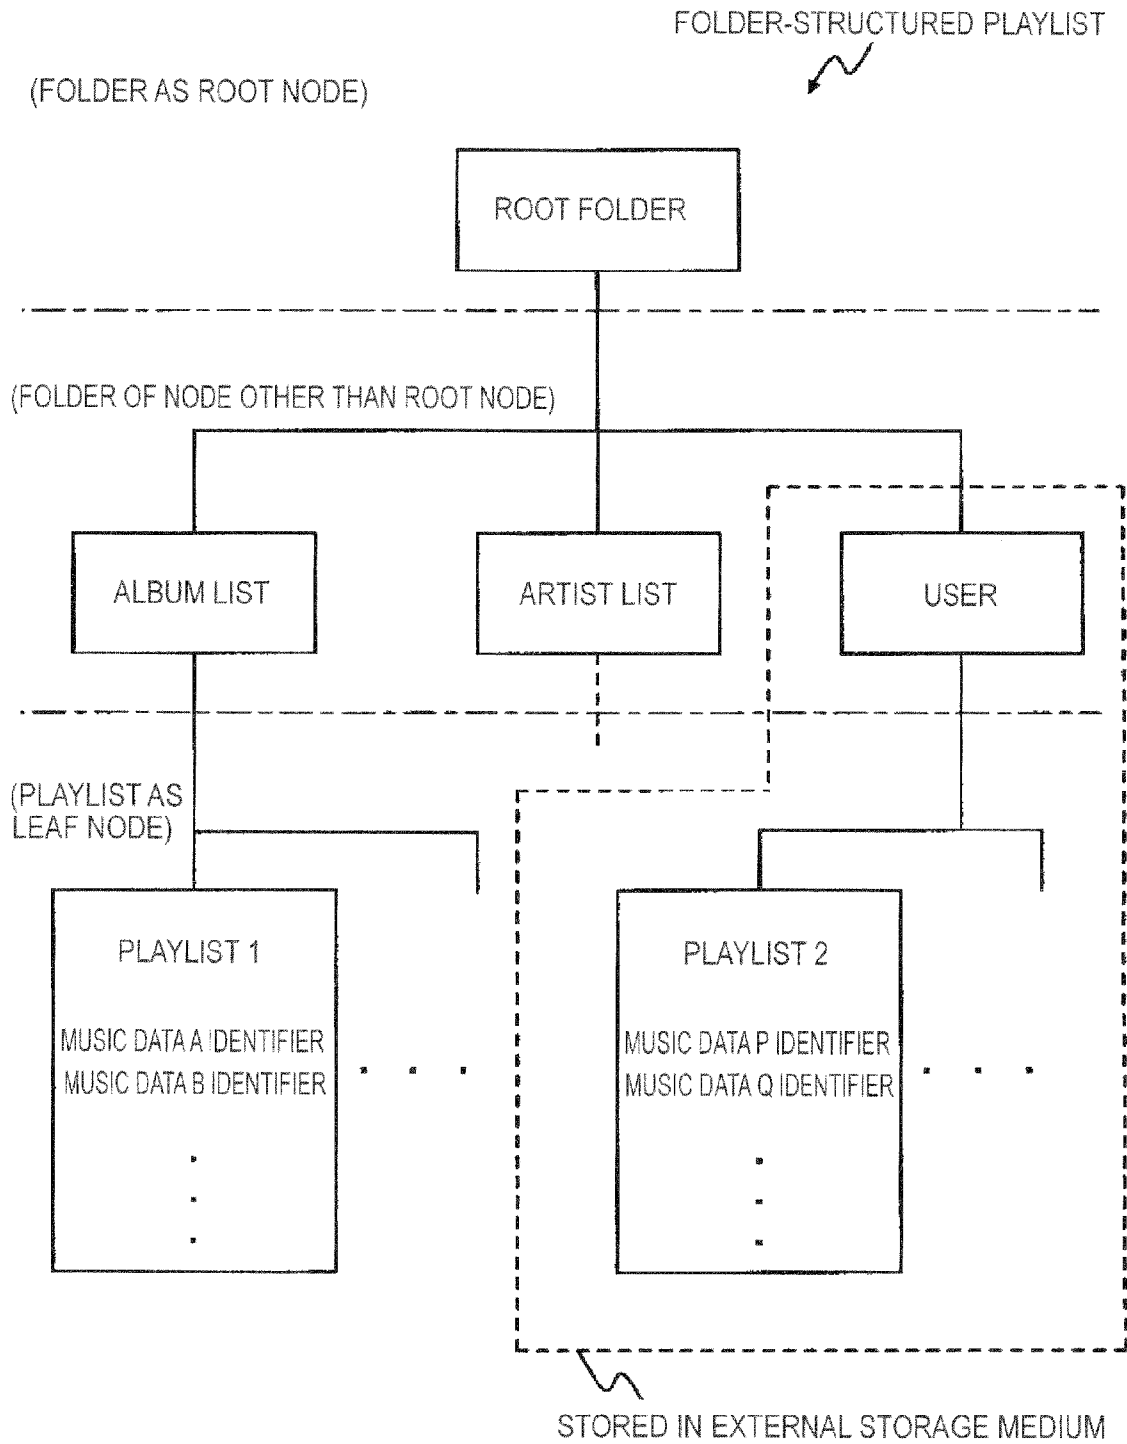 FOLDER-STRUCTURED PLAYLIST
(FOLDER AS ROOT NODE)
ROOT FOLDER
(FOLDER OF NODE OTHER THAN ROOT NODE)
ALBUM LIST
ARTIST LIST
USER
(PLAYLIST AS
LEAF NODE)
PLAYLIST 1
MUSIC DATA A IDENTIFIER
MUSIC DATA B IDENTIFIER
PLAYLIST 2
MUSIC DATA P IDENTIFIER
MUSIC DATA Q IDENTIFIER
STORED IN EXTERNAL STORAGE MEDIUM